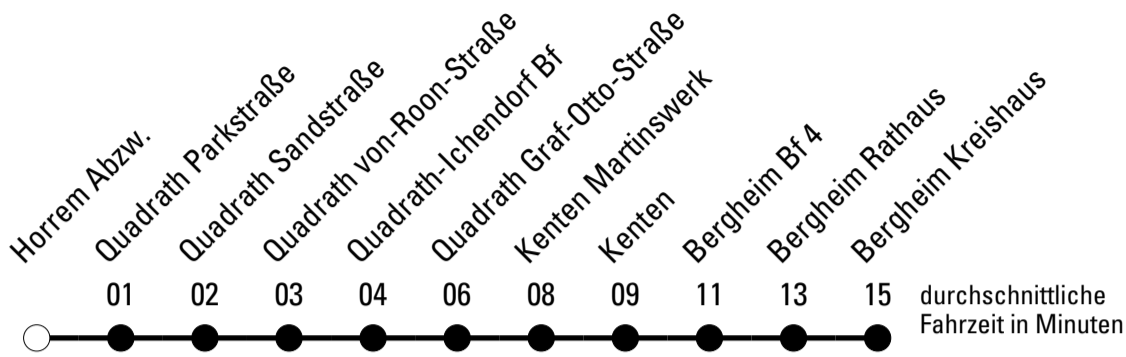 Horrem Abzw.
Quadrath Parkstraße
Quadrath Sandstraße
Quadrath von-Roon-Straße
Quadrath-Ichendorf Bf
Quadrath Graf-Otto-Straße
Kenten Martinswerk
Kenten
Bergheim Bf 4
Bergheim Rathaus
Bergheim Kreishaus
01 02 03 04 06 08 09 11 13 15
durchschnittliche
Fahrzeit in Minuten